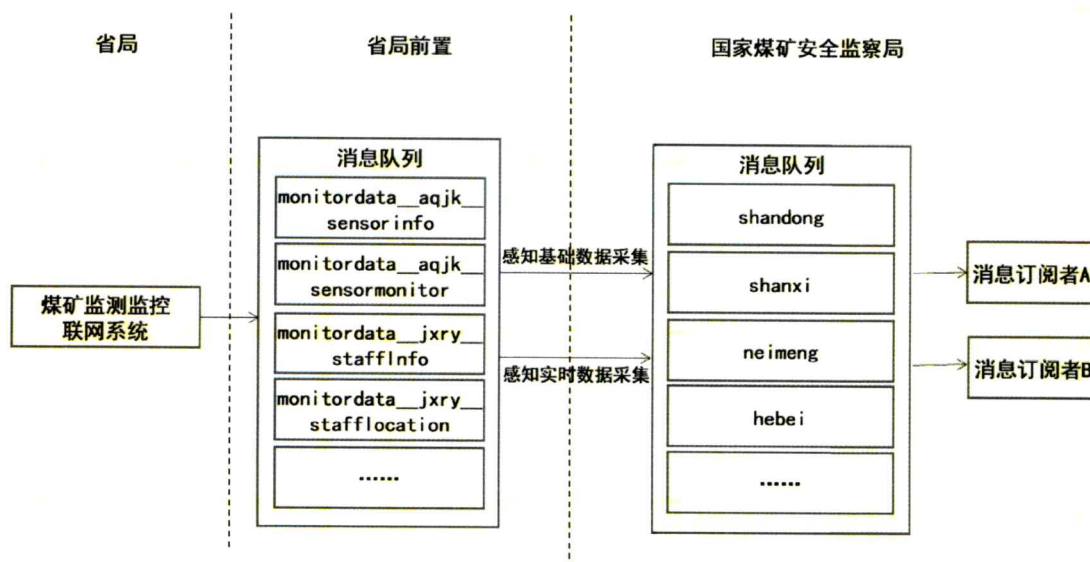 省局
省局前置
国家煤矿安全监察局
煤矿监测监控
联网系统
消息队列
monitordata__aqjk__
sensorinfo
monitordata__aqjk__
sensormonitor
monitordata__jxry__
staffInfo
monitordata__jxry__
stafflocation
……
感知基础数据采集
感知实时数据采集
消息队列
shandong
shanxi
neimeng
hebei
……
消息订阅者A
消息订阅者B